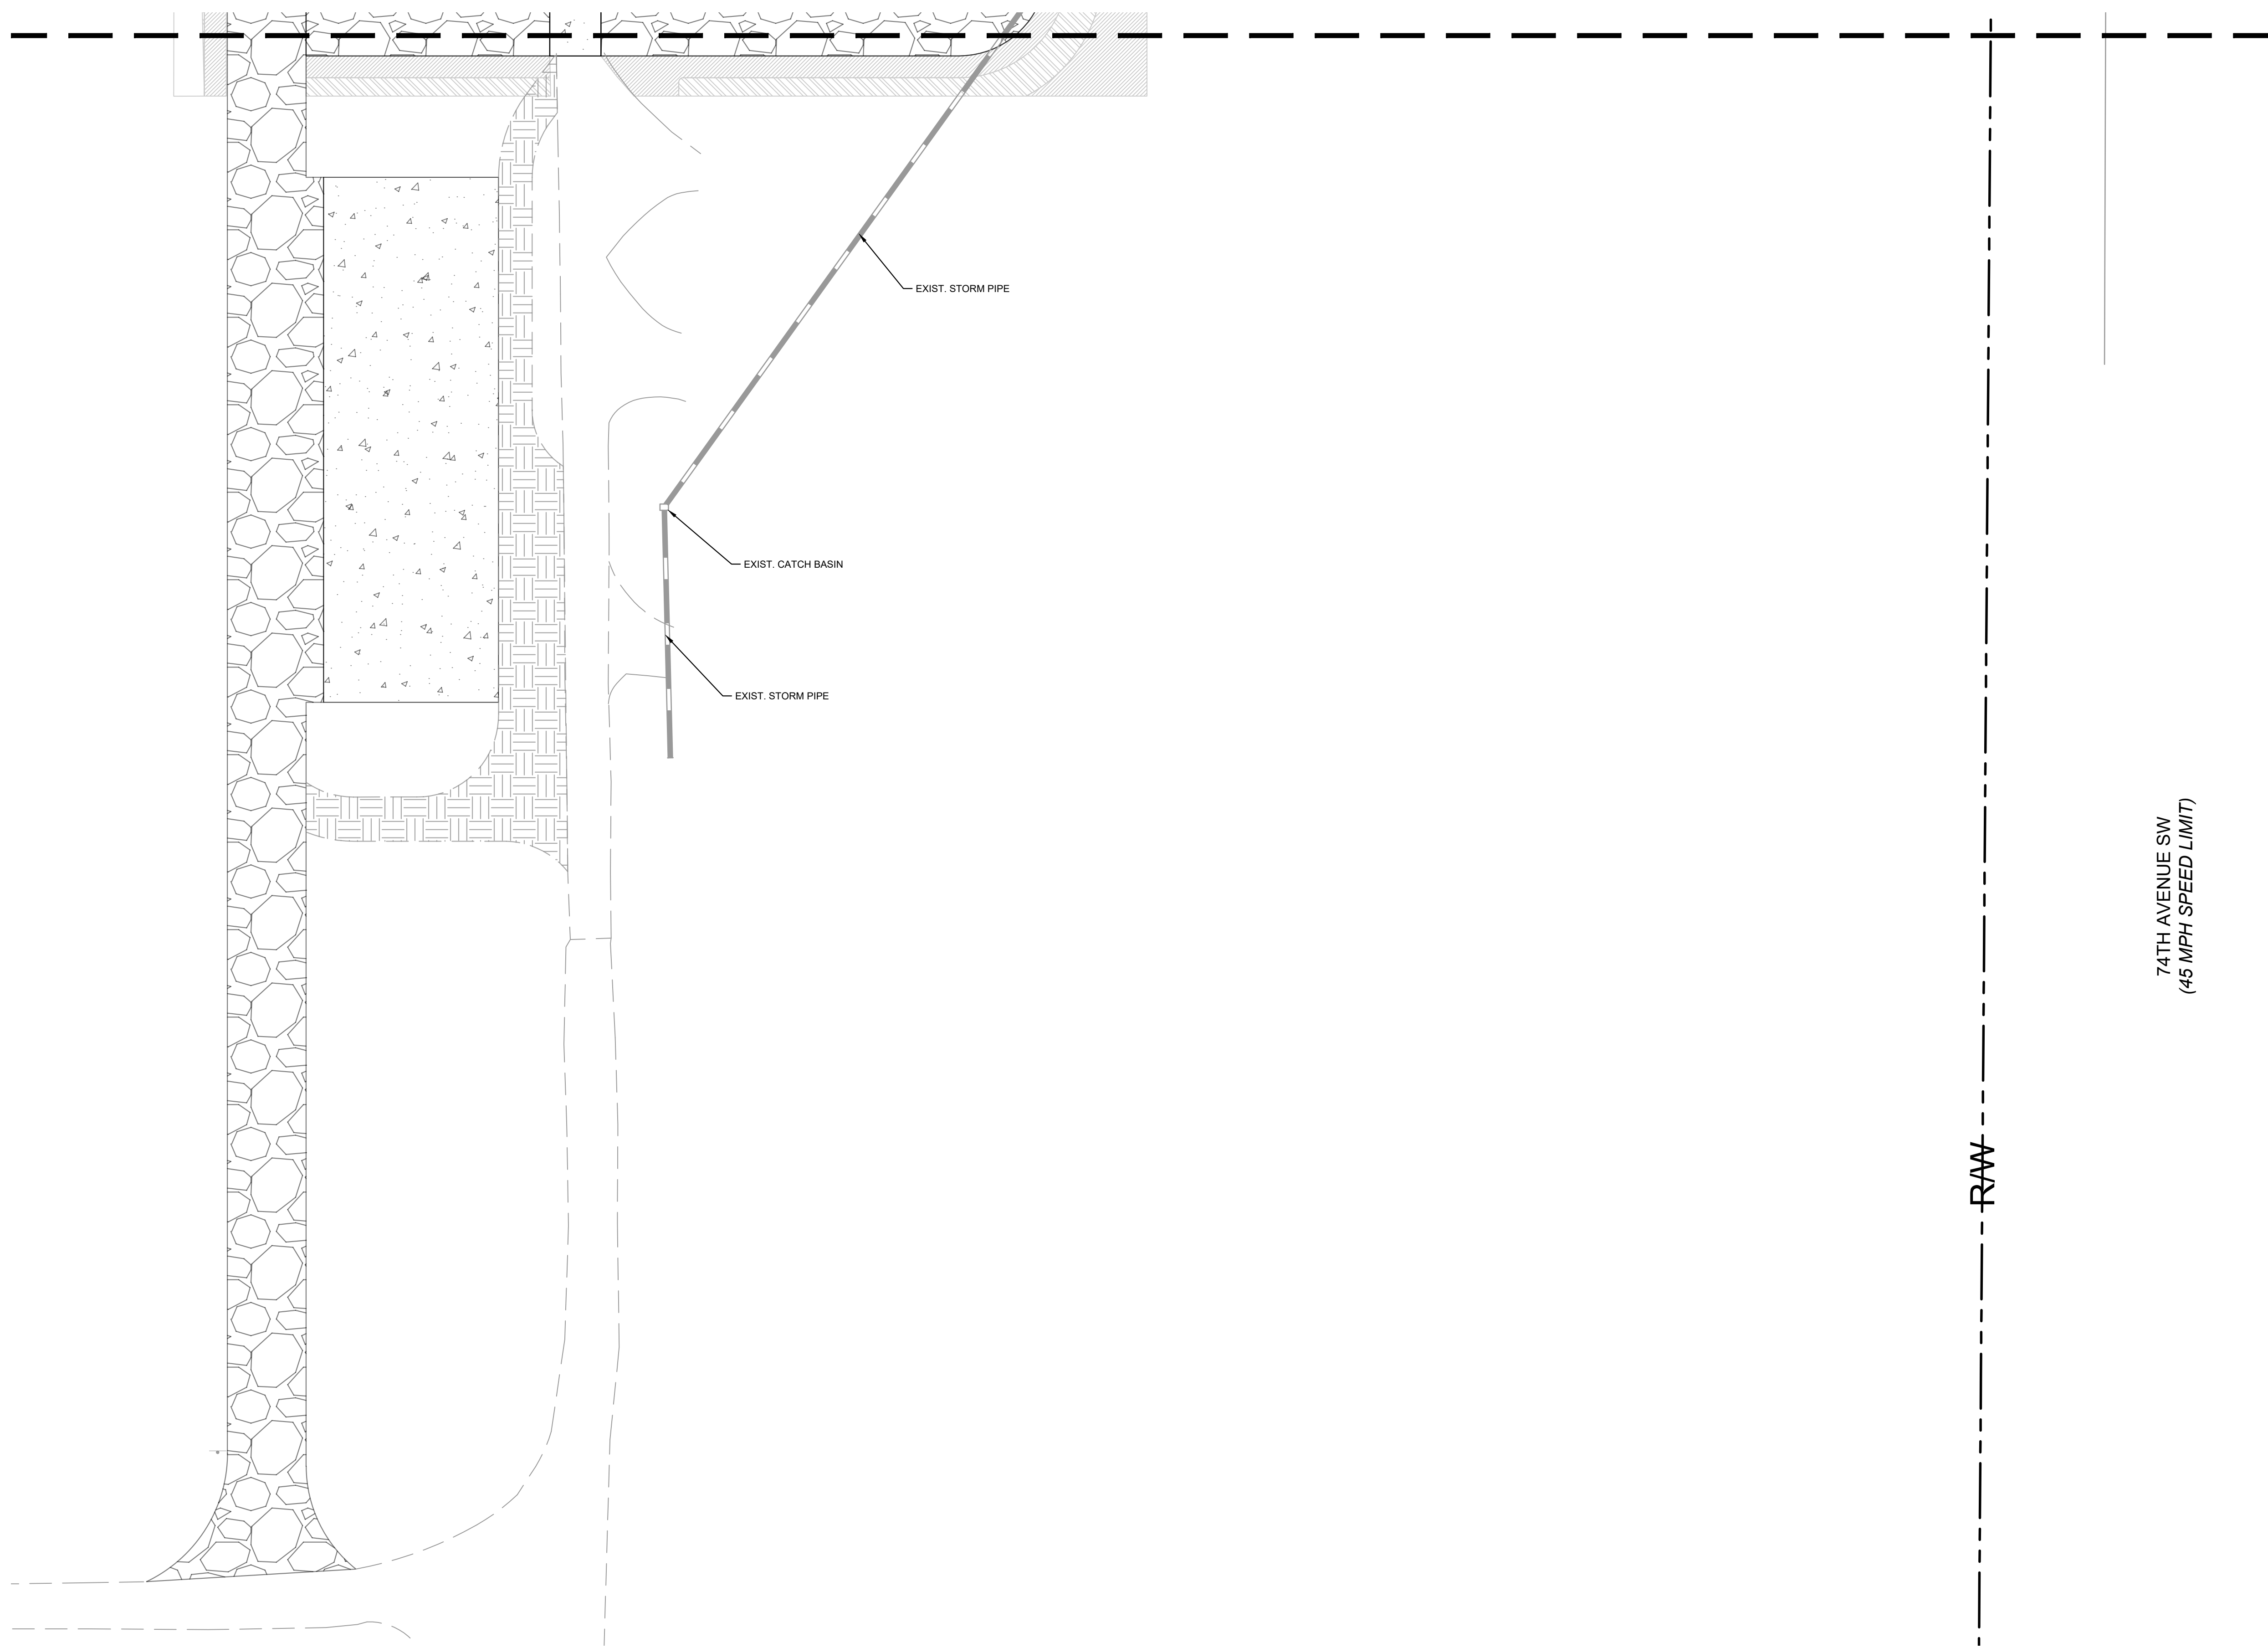 EXIST. STORM PIPE
EXIST. CATCH BASIN
EXIST. STORM PIPE
74TH AVENUE SW
(45 MPH SPEED LIMIT)
R/W